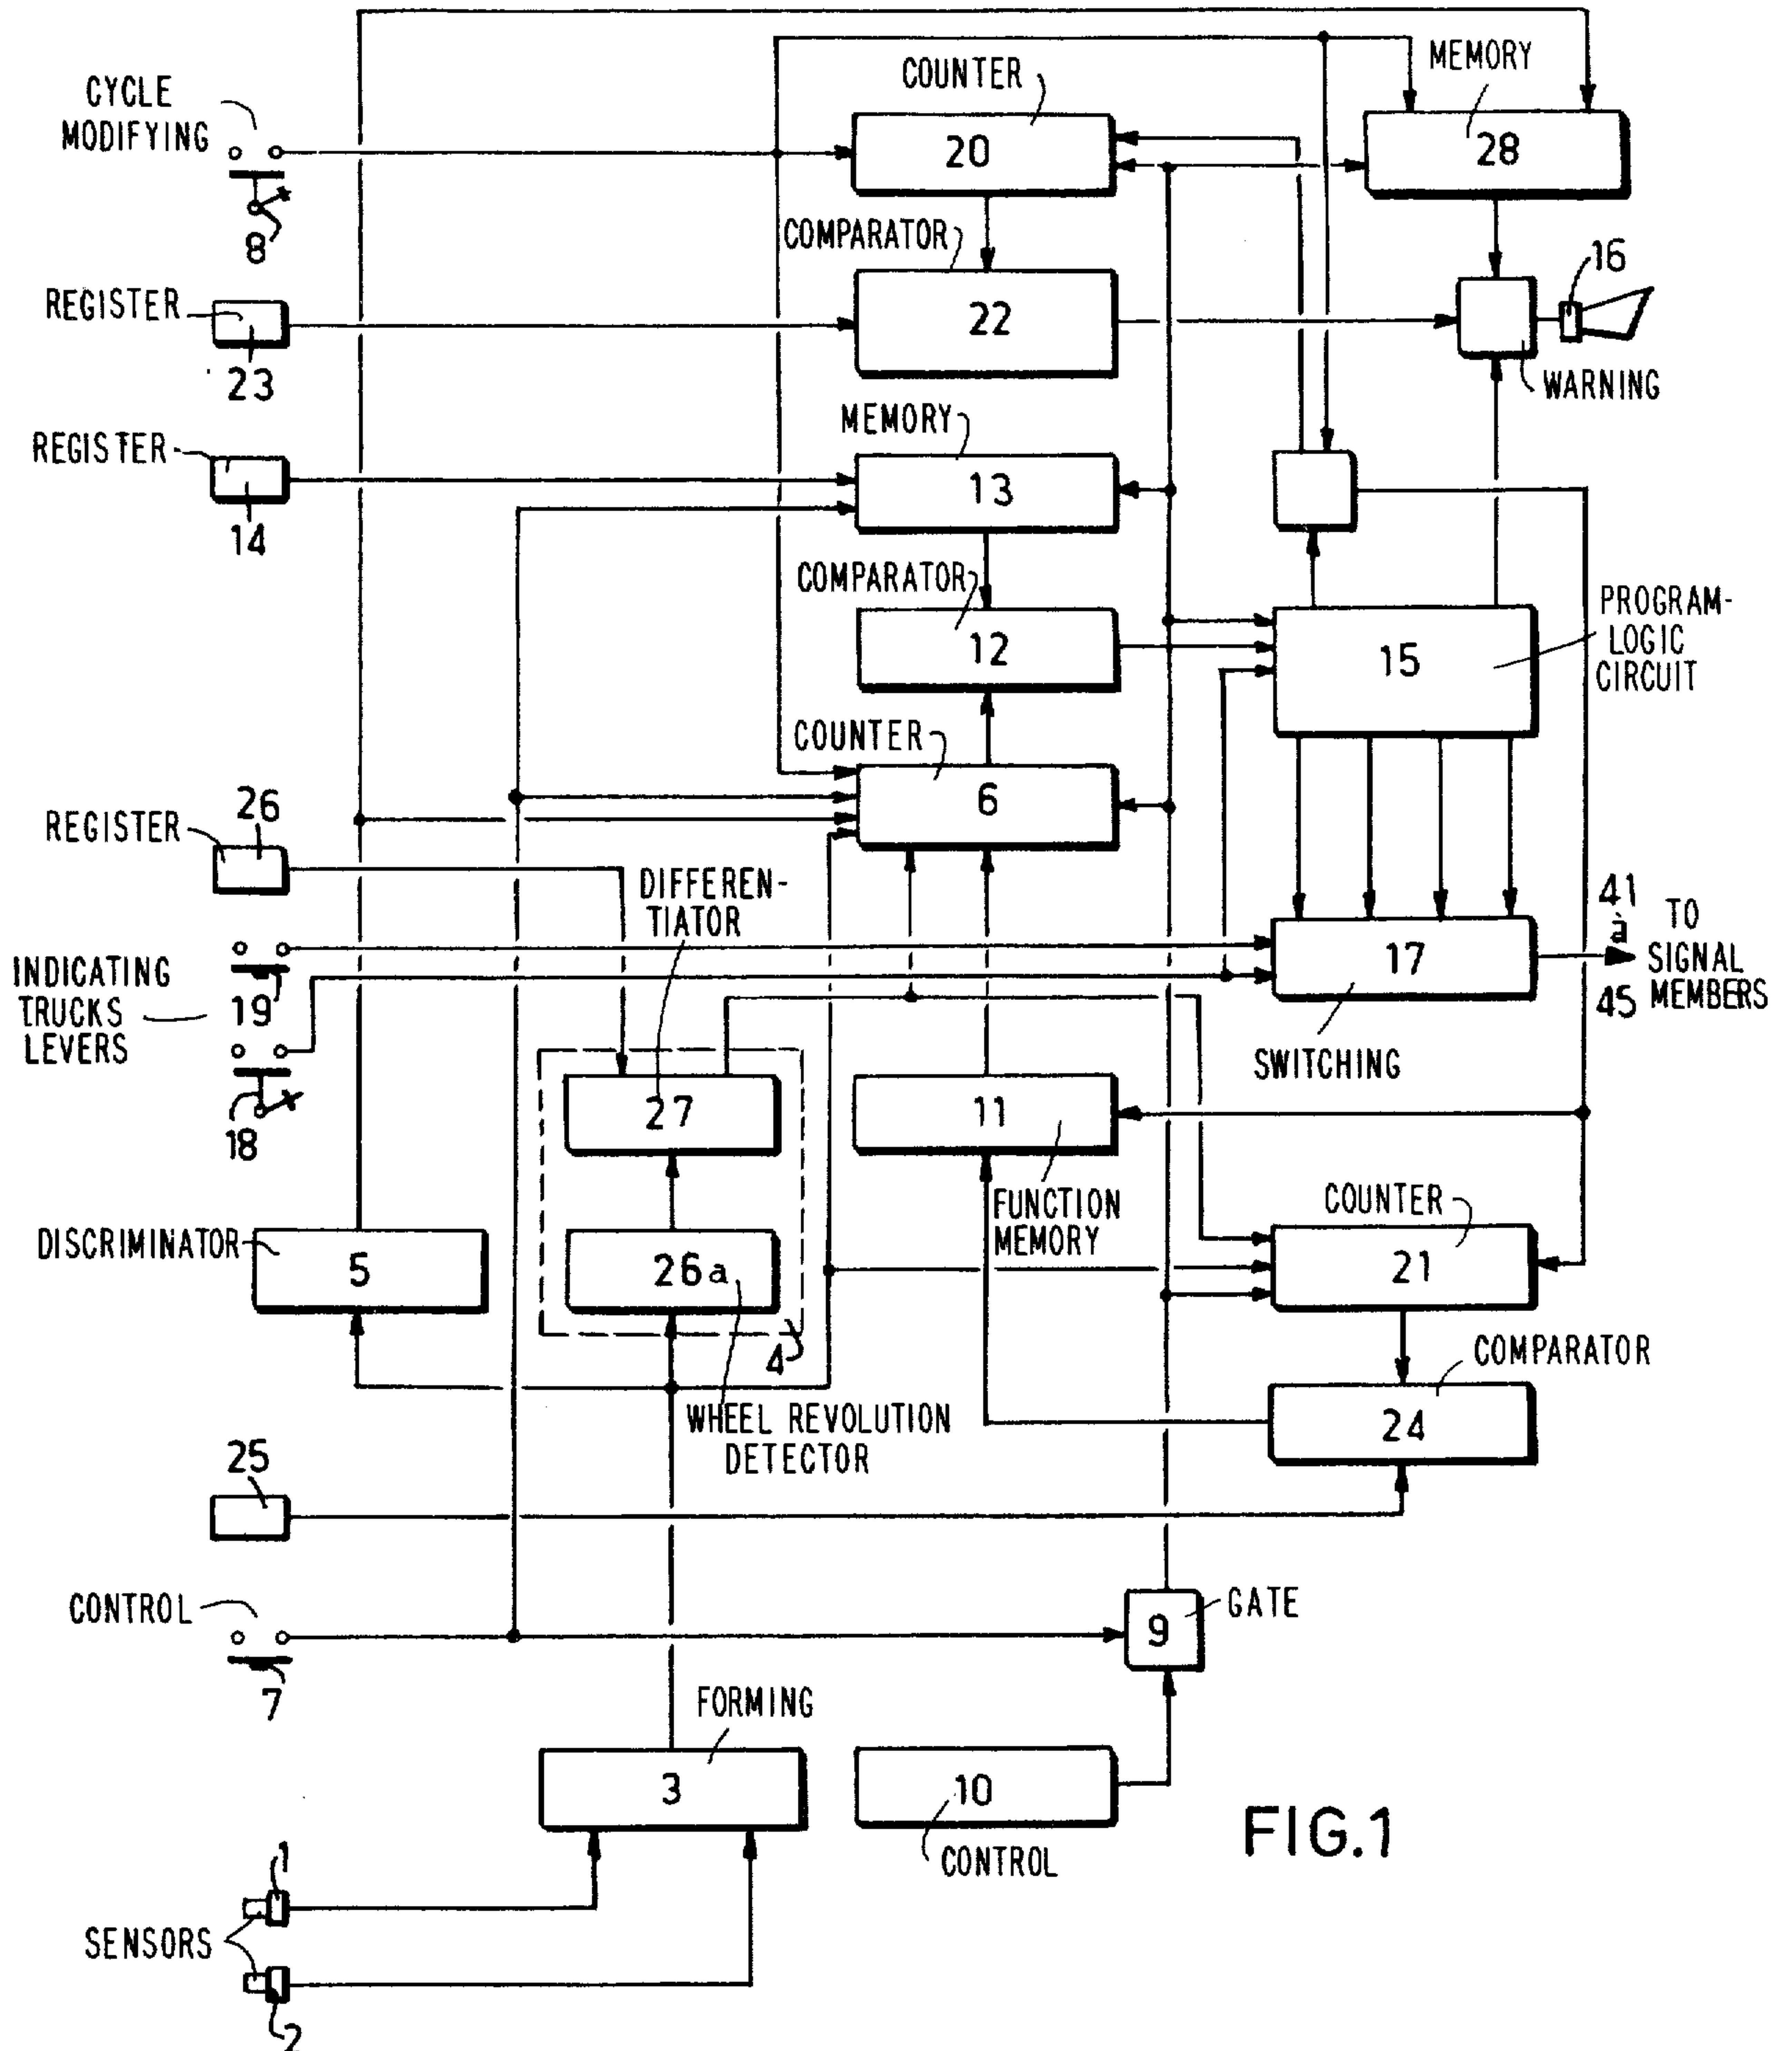 MEMORY
COUNTER
CYCLE
MODIFYING
20
28
8
COMPARATOR
16
REGISTER
22
23
WARNING
MEMORY
REGISTER
13
14
COMPARATOR
PROGRAM-
LOGIC
CIRCUIT
12
15
COUNTER
6
26
REGISTER
DIFFEREN-
TIATOR
41
à
45
TO
SIGNAL
MEMBERS
17
INDICATING
TRUCKS
LEVERS
19
SWITCHING
18
27
11
FUNCTION
MEMORY
COUNTER
DISCRIMINATOR
5
26a
21
4
COMPARATOR
WHEEL REVOLUTION
DETECTOR
24
25
CONTROL
GATE
9
7
FORMING
3
10
CONTROL
FIG.1
1
SENSORS
2